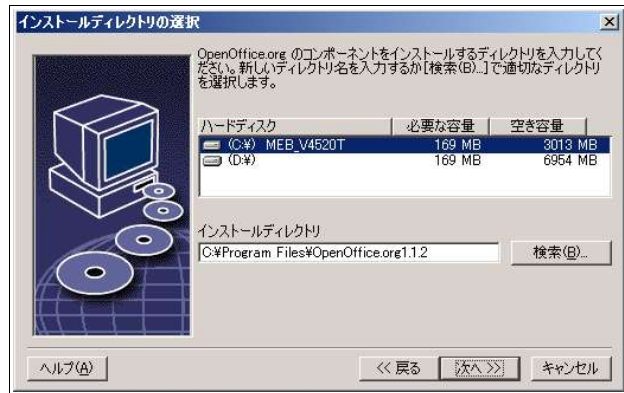 インストールディレクトリの選択
OpenOffice.org のコンポーネントをインストールするディレクトリを入力してく
ださい。新しいディレクトリ名を入力するか[検索(B)...]で適切なディレクトリ
を選択します。
ハードディスク 必要な容量 空き容量
(C:¥) MEB_V4520T 169 MB 3013 MB
(D:¥) 169 MB 6954 MB
インストールディレクトリ
C:¥Program Files¥OpenOffice.org1.1.2 検索(B)...
ヘルプ(A) << 戻る 次へ >> キャンセル